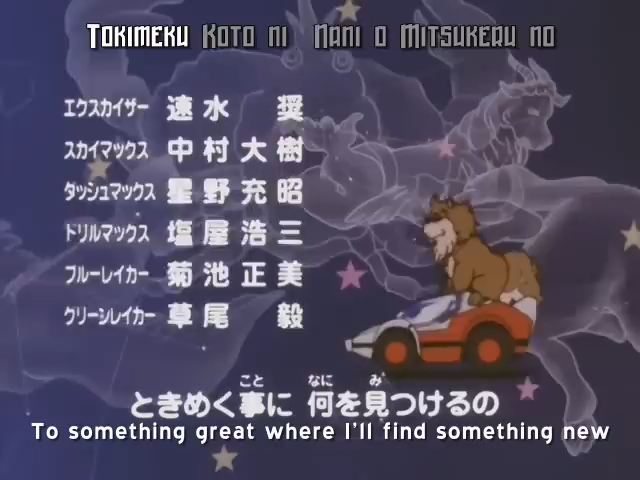 Tokimeku Koto ni Nani o Mitsukeru no
エクスカイザー 速水 奨
スカイマックス 中村大樹
ダッシュマックス 星野充昭
ドリルマックス 塩屋浩三
ブルーレイカー 菊池正美
グリーンレイカー 草尾 毅
こと なに み
ときめく事に 何を見つけるの
To something great where I'll find something new